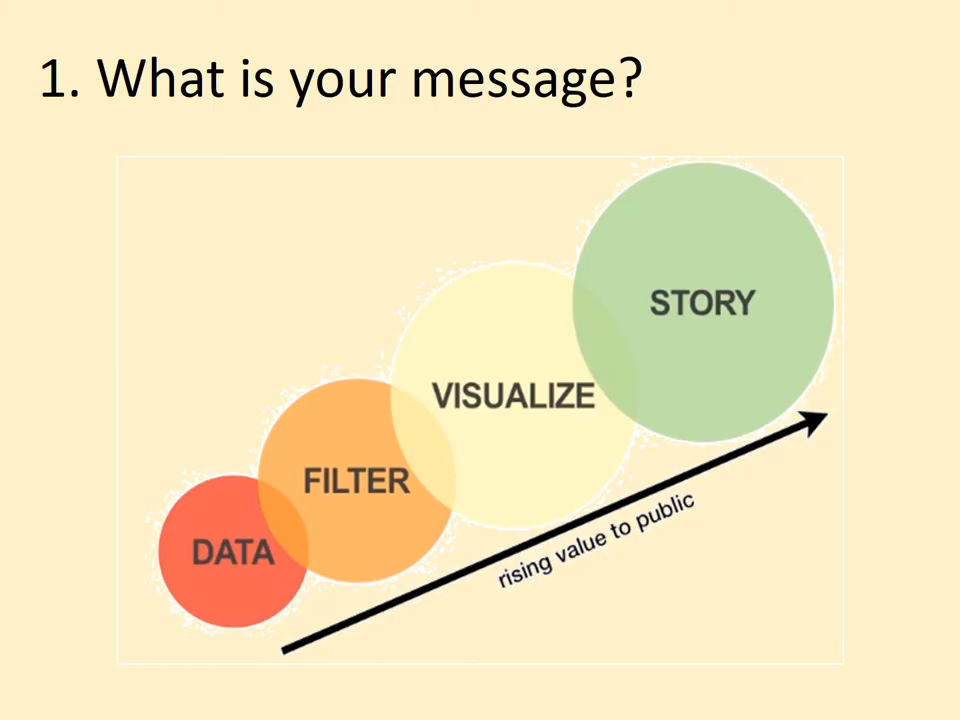 1. What is your message?
STORY
VISUALIZE
FILTER
DATA
rising value to public